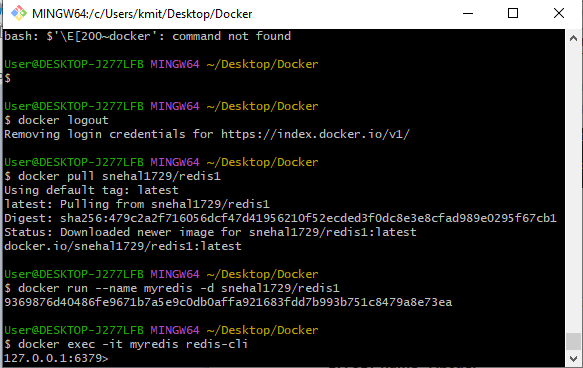 MINGW64:/c/Users/kmit/Desktop/Docker
bash: $'\E[200~docker': command not found
User@DESKTOP-J277LFB MINGW64 ~/Desktop/Docker
$
User@DESKTOP-J277LFB MINGW64 ~/Desktop/Docker
$ docker logout
Removing login credentials for https://index.docker.io/v1/
User@DESKTOP-J277LFB MINGW64 ~/Desktop/Docker
$ docker pull snehal1729/redis1
Using default tag: latest
latest: Pulling from snehal1729/redis1
Digest: sha256:479c2a2f716056dcf47d41956210f52ecded3f0dc8e3e8cfad989e0295f67cb1
Status: Downloaded newer image for snehal1729/redis1:latest
docker.io/snehal1729/redis1:latest
User@DESKTOP-J277LFB MINGW64 ~/Desktop/Docker
$ docker run --name myredis -d snehal1729/redis1
9369876d40486fe9671b7a5e9c0db0affa921683fdd7b993b751c8479a8e73ea
User@DESKTOP-J277LFB MINGW64 ~/Desktop/Docker
$ docker exec -it myredis redis-cli
127.0.0.1:6379>